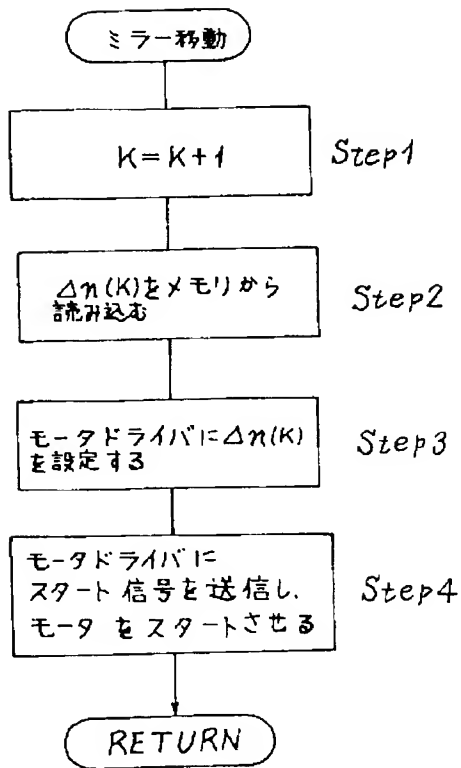 ミラー移動
K=K+1
Step1
Δn(K)をメモリから
読み込む
Step2
モータドライバにΔn(K)
を設定する
Step3
モータドライバに
スタート信号を送信し、
モータをスタートさせる
Step4
RETURN